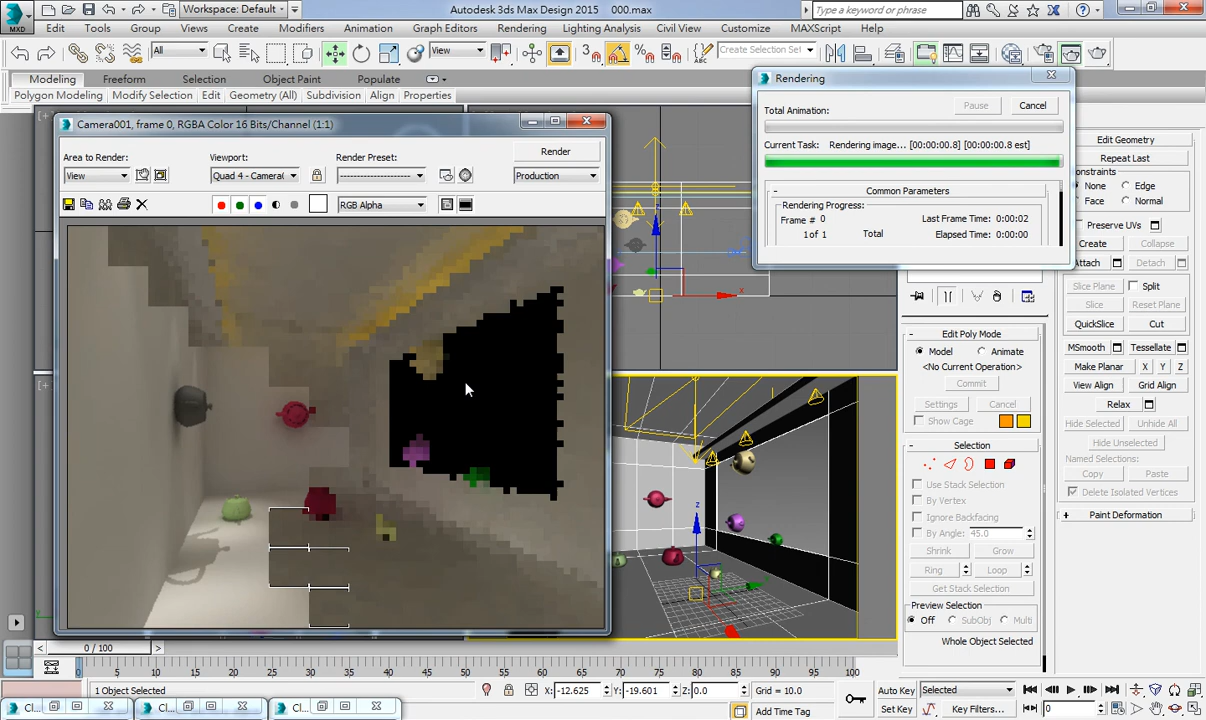 MXD
Workspace: Default
Autodesk 3ds Max Design 2015    000.max
Type a keyword or phrase
Edit Tools Group Views Create Modifiers Animation Graph Editors Rendering Lighting Analysis Civil View Customize MAXScript Help
All
View
Create Selection Set
Modeling Freeform Selection Object Paint Populate
Polygon Modeling Modify Selection Edit Geometry (All) Subdivision Align Properties
Camera001, frame 0, RGBA Color 16 Bits/Channel (1:1)
Area to Render:
View
Viewport:
Quad 4 - Camera(
Render Preset:
Render
Production
RGB Alpha
Rendering
Total Animation:
Pause
Cancel
Current Task: Rendering image... [00:00:00.8] [00:00:00.8 est]
Common Parameters
Rendering Progress:
Frame # 0
Last Frame Time: 0:00:02
1 of 1 Total
Elapsed Time: 0:00:00
x
z
Edit Poly Mode
Model Animate
<No Current Operation>
Commit
Settings Cancel
Show Cage
Selection
Use Stack Selection
By Vertex
Ignore Backfacing
By Angle: 45.0
Shrink Grow
Ring Loop
Get Stack Selection
Preview Selection
Off SubObj Multi
Whole Object Selected
Edit Geometry
Repeat Last
onstraints
None Edge
Face Normal
Preserve UVs
Create Collapse
Attach Detach
Slice Plane Split
Slice Reset Plane
QuickSlice Cut
MSmooth Tessellate
Make Planar X Y Z
View Align Grid Align
Relax
Hide Selected Unhide All
Hide Unselected
Named Selections:
Copy Paste
Delete Isolated Vertices
Paint Deformation
0 / 100
0 5 10 15 20 25 30 35 40 45 50 55 60 65 70 75 80 85 90 95 100
1 Object Selected
X: -12.625 Y: -19.601 Z: 0.0
Grid = 10.0
Auto Key Selected
Cl... Cl... Cl...
Add Time Tag
Set Key Key Filters... 0